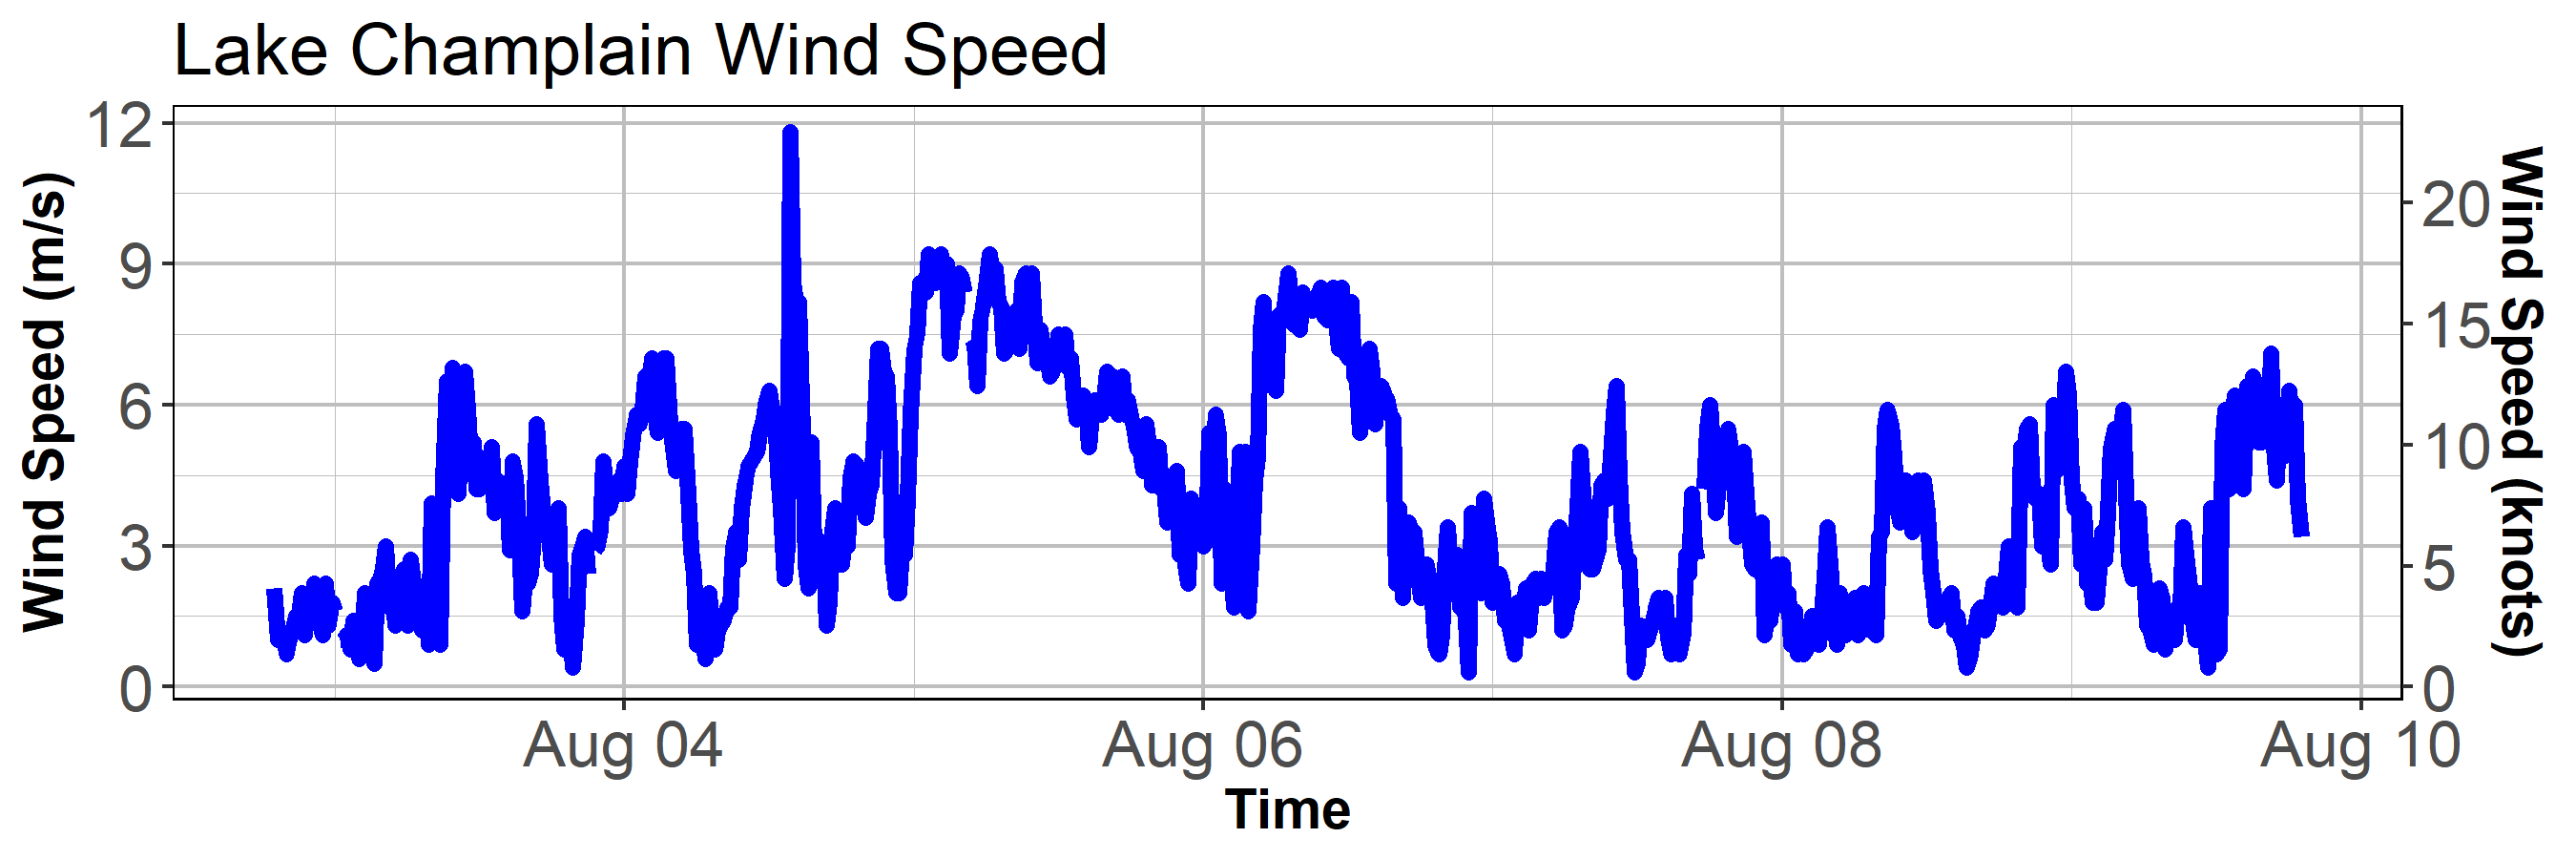 Lake Champlain Wind Speed
12
9
6
3
0
Wind Speed (m/s)
20
15
10
5
0
Wind Speed (knots)
Aug 04
Aug 06
Aug 08
Aug 10
Time